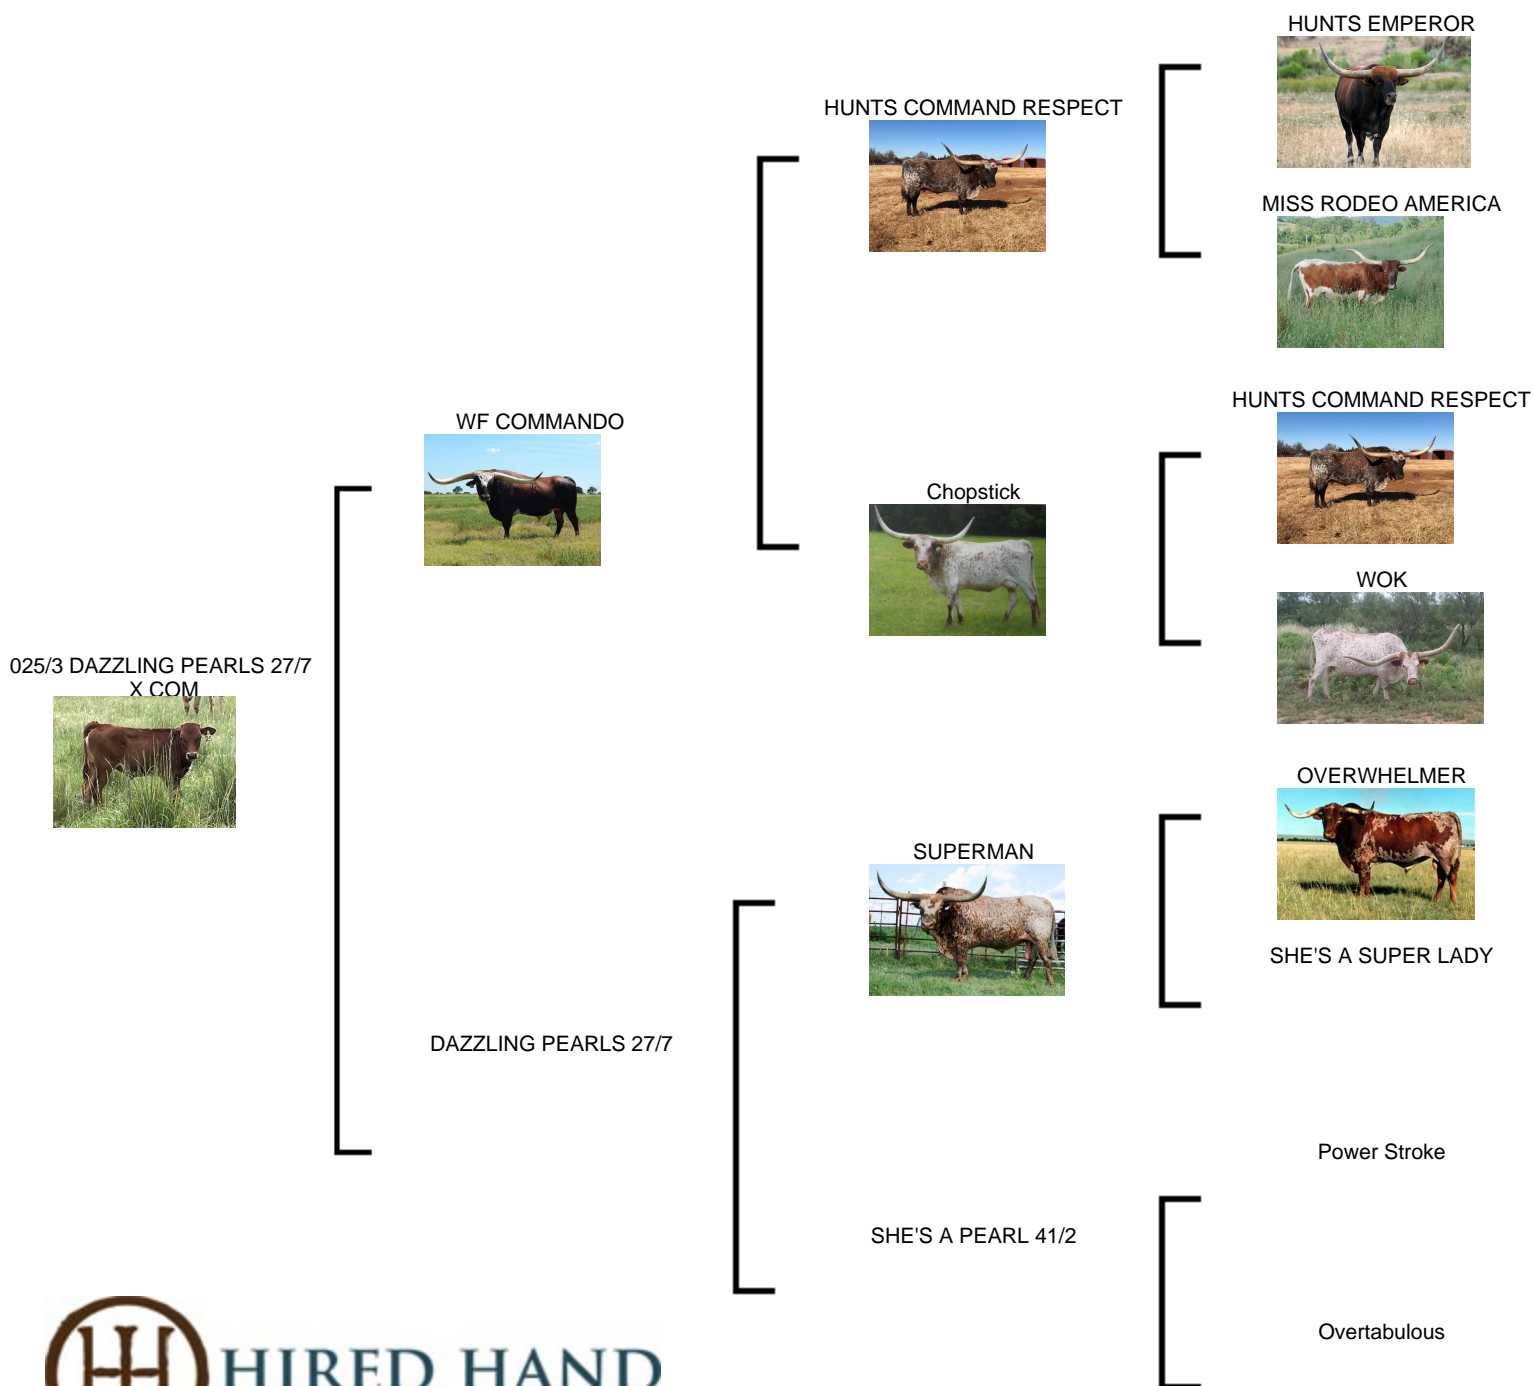 HUNTS EMPEROR
HUNTS COMMAND RESPECT
MISS RODEO AMERICA
HUNTS COMMAND RESPECT
WF COMMANDO
Chopstick
WOK
025/3 DAZZLING PEARLS 27/7
X COM
OVERWHELMER
SUPERMAN
SHE'S A SUPER LADY
DAZZLING PEARLS 27/7
Power Stroke
SHE'S A PEARL 41/2
Overtabulous
HIRED HAND